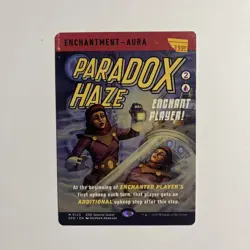 ENCHANTMENT-AURA
PARADOX
HAZE
2
ENCHANT
PLAYER!
At the beginning of ENCHANTED PLAYER'S
first upkeep each turn, that player gets an
ADDITIONAL upkeep step after this step.